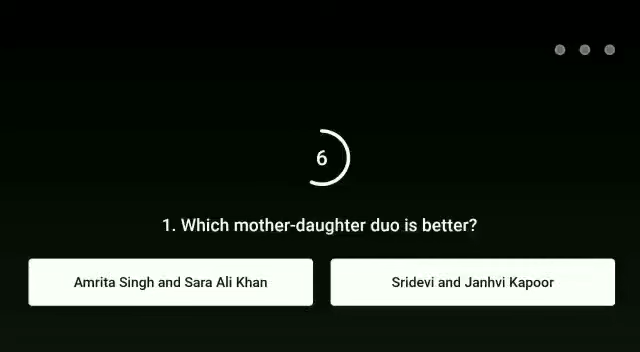 6
1. Which mother-daughter duo is better?
Amrita Singh and Sara Ali Khan
Sridevi and Janhvi Kapoor